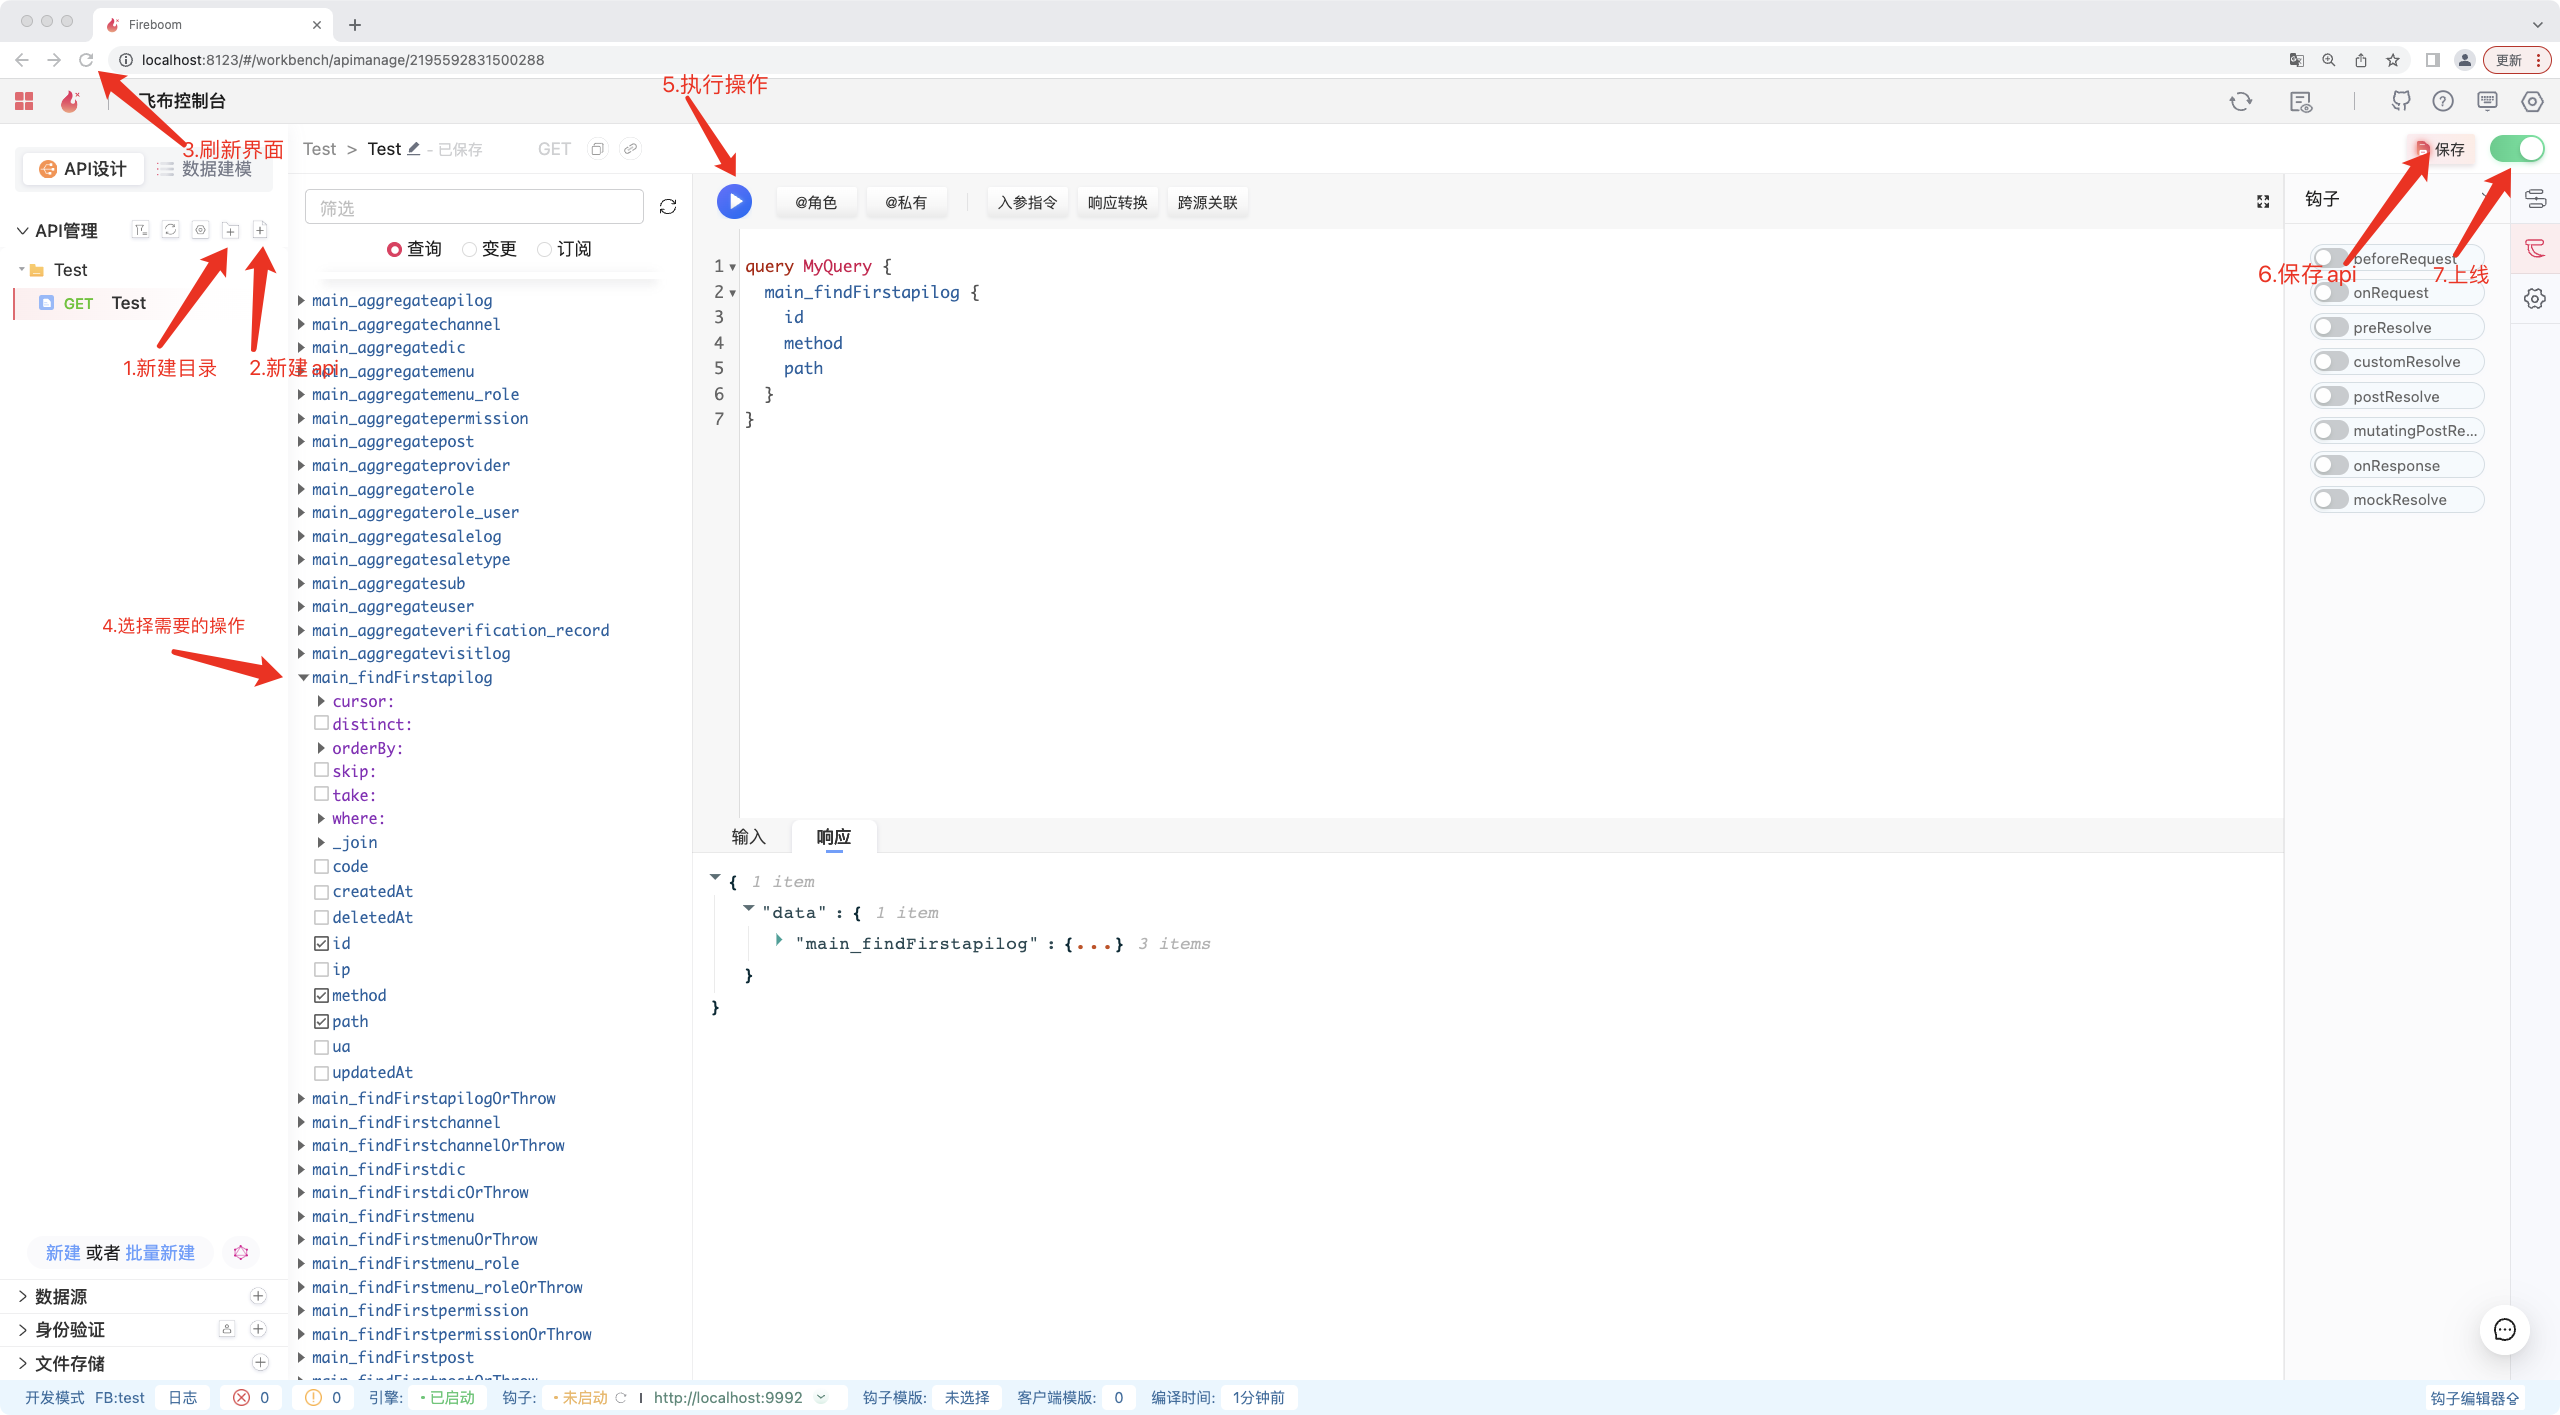 Fireboom
localhost:8123/#/workbench/apimanage/2195592831500288
更新
飞布控制台
5.执行操作
3.刷新界面
API设计
数据建模
Test > Test - 已保存 GET
保存
筛选
@角色 @私有 入参指令 响应转换 跨源关联
钩子
API管理
查询 变更 订阅
Test
GET Test
1.新建目录
2.新建api
4.选择需要的操作
6.保存api
7.上线
main_aggregateapilog
main_aggregatechannel
main_aggregatedic
main_aggregatemenu
main_aggregatemenu_role
main_aggregatepermission
main_aggregatepost
main_aggregateprovider
main_aggregaterole
main_aggregaterole_user
main_aggregatesalelog
main_aggregatesaletype
main_aggregatesub
main_aggregateuser
main_aggregateverification_record
main_aggregatevisitlog
main_findFirstapilog
cursor:
distinct:
orderBy:
skip:
take:
where:
_join
code
createdAt
deletedAt
id
ip
method
path
ua
updatedAt
main_findFirstapilogOrThrow
main_findFirstchannel
main_findFirstchannelOrThrow
main_findFirstdic
main_findFirstdicOrThrow
main_findFirstmenu
main_findFirstmenuOrThrow
main_findFirstmenu_role
main_findFirstmenu_roleOrThrow
main_findFirstpermission
main_findFirstpermissionOrThrow
main_findFirstpost
main_findFirstpostOrThrow
1 query MyQuery {
2 main_findFirstapilog {
3 id
4 method
5 path
6 }
7 }
输入 响应
{ 1 item
"data" : { 1 item
"main_findFirstapilog" : {...} 3 items
}
}
beforeRequest
onRequest
preResolve
customResolve
postResolve
mutatingPostRe...
onResponse
mockResolve
新建 或者 批量新建
数据源
身份验证
文件存储
开发模式 FB:test 日志 0 0 引擎: 已启动 钩子: 未启动 http://localhost:9992 钩子模版: 未选择 客户端模版: 0 编译时间: 1分钟前 钩子编辑器